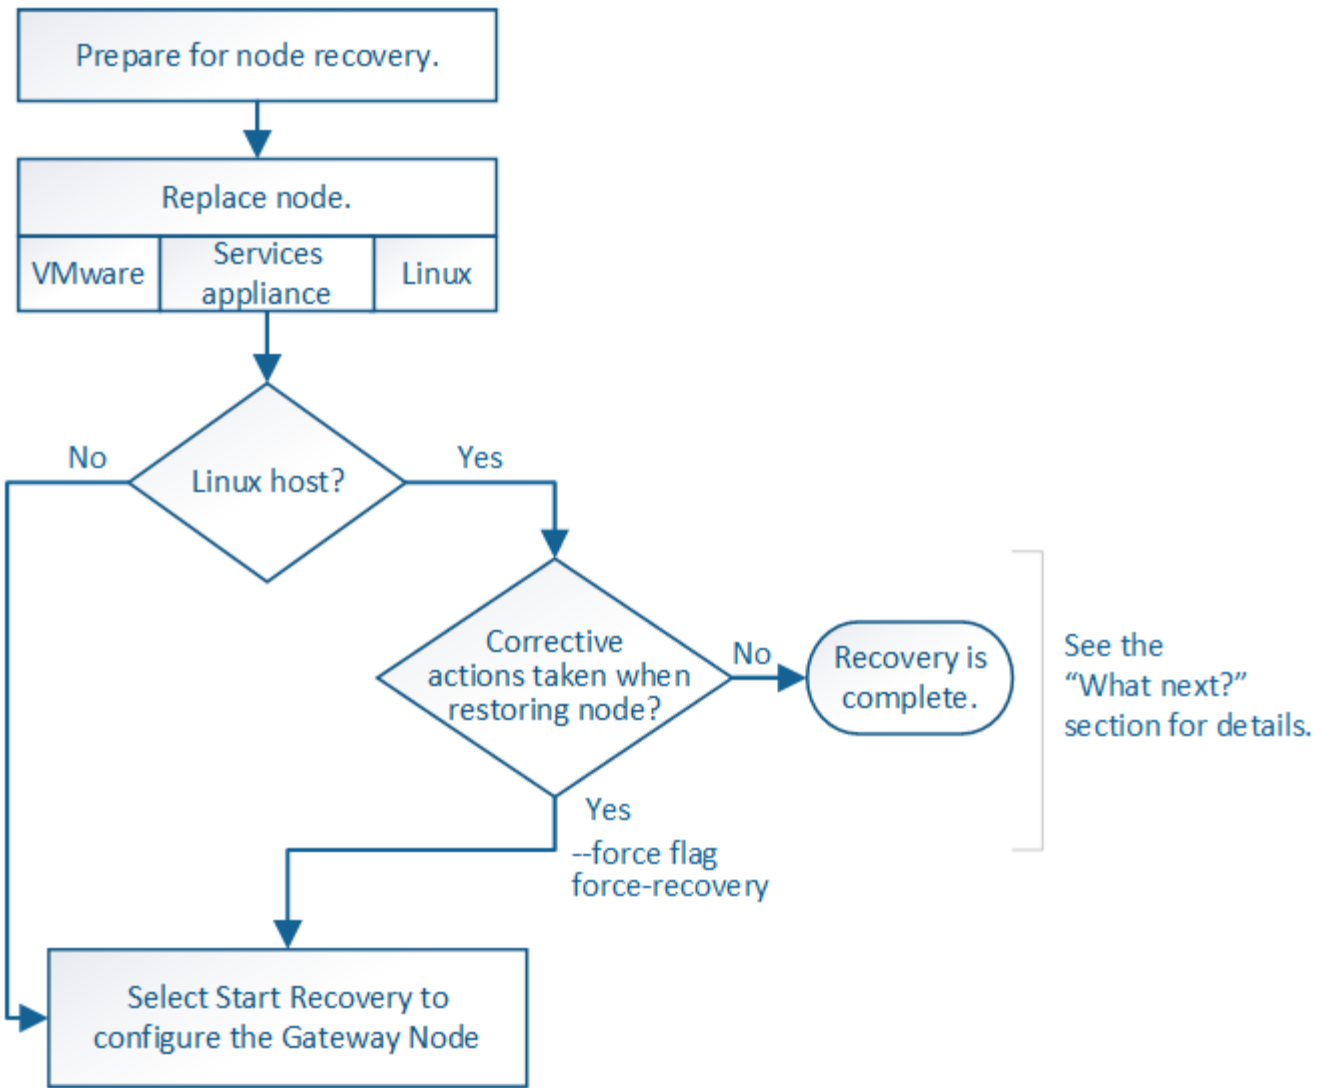 Prepare for node recovery.
Replace node.
VMware
Services
appliance
Linux
Linux host?
No
Yes
Corrective
actions taken when
restoring node?
No
Recovery is
complete.
See the
“What next?”
section for details.
Yes
--force flag
force-recovery
Select Start Recovery to
configure the Gateway Node